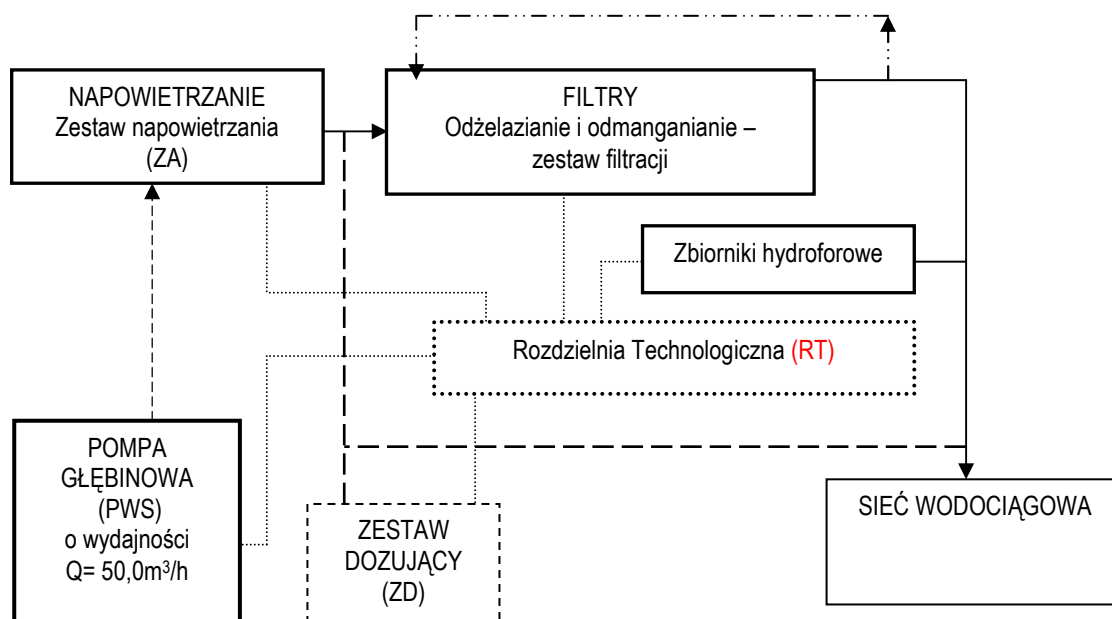 NAPOWIETRZANIE
Zestaw napowietrzania
(ZA)
FILTRY
Odżelazianie i odmanganianie –
zestaw filtracji
Zbiorniki hydroforowe
Rozdzielnia Technologiczna (RT)
POMPA
GŁĘBINOWA
(PWS)
o wydajności
Q= 50,0m³/h
ZESTAW
DOZUJĄCY
(ZD)
SIEĆ WODOCIĄGOWA